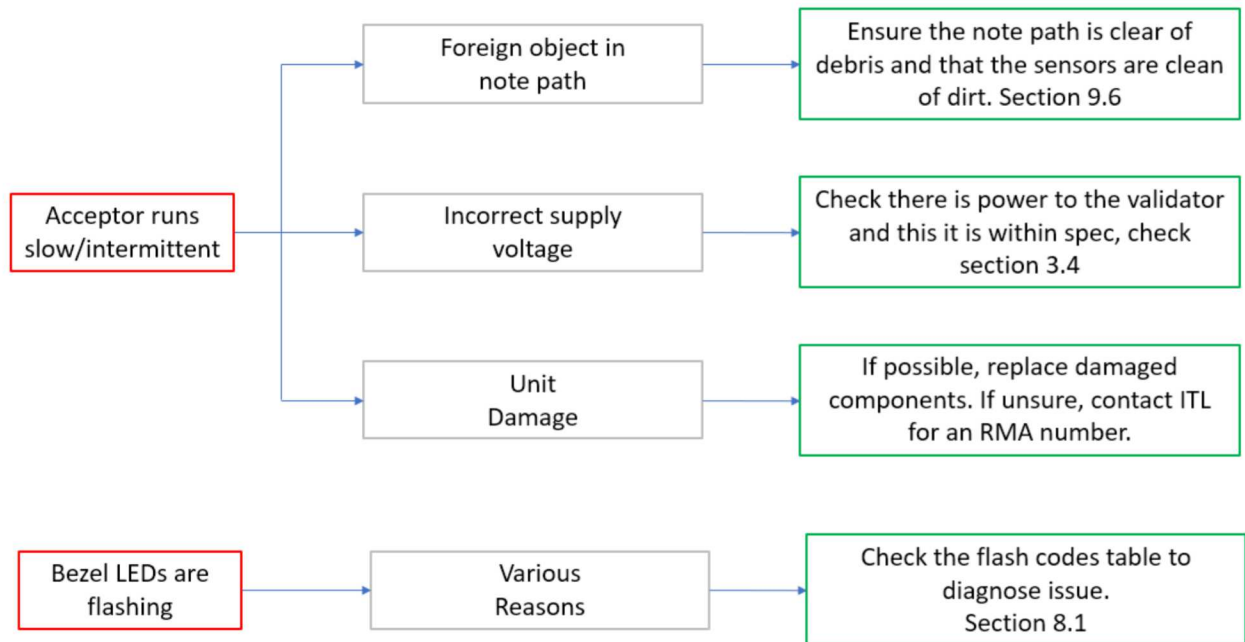 Foreign object in
note path
Ensure the note path is clear of
debris and that the sensors are clean
of dirt. Section 9.6
Acceptor runs
slow/intermittent
Incorrect supply
voltage
Check there is power to the validator
and this it is within spec, check
section 3.4
Unit
Damage
If possible, replace damaged
components. If unsure, contact ITL
for an RMA number.
Bezel LEDs are
flashing
Various
Reasons
Check the flash codes table to
diagnose issue.
Section 8.1